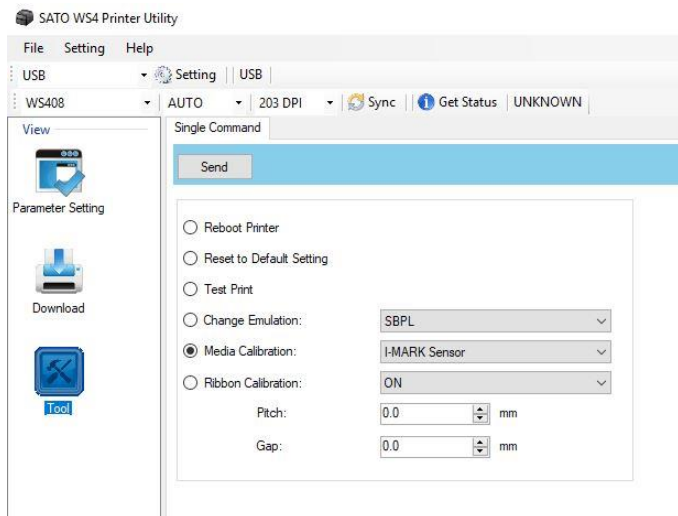 SATO WS4 Printer Utility
File Setting Help
USB Setting USB
WS408 AUTO 203 DPI Sync Get Status UNKNOWN
View
Parameter Setting
Download
Tool
Single Command
Send
Reboot Printer
Reset to Default Setting
Test Print
Change Emulation: SBPL
Media Calibration: I-MARK Sensor
Ribbon Calibration: ON
Pitch: 0.0 mm
Gap: 0.0 mm